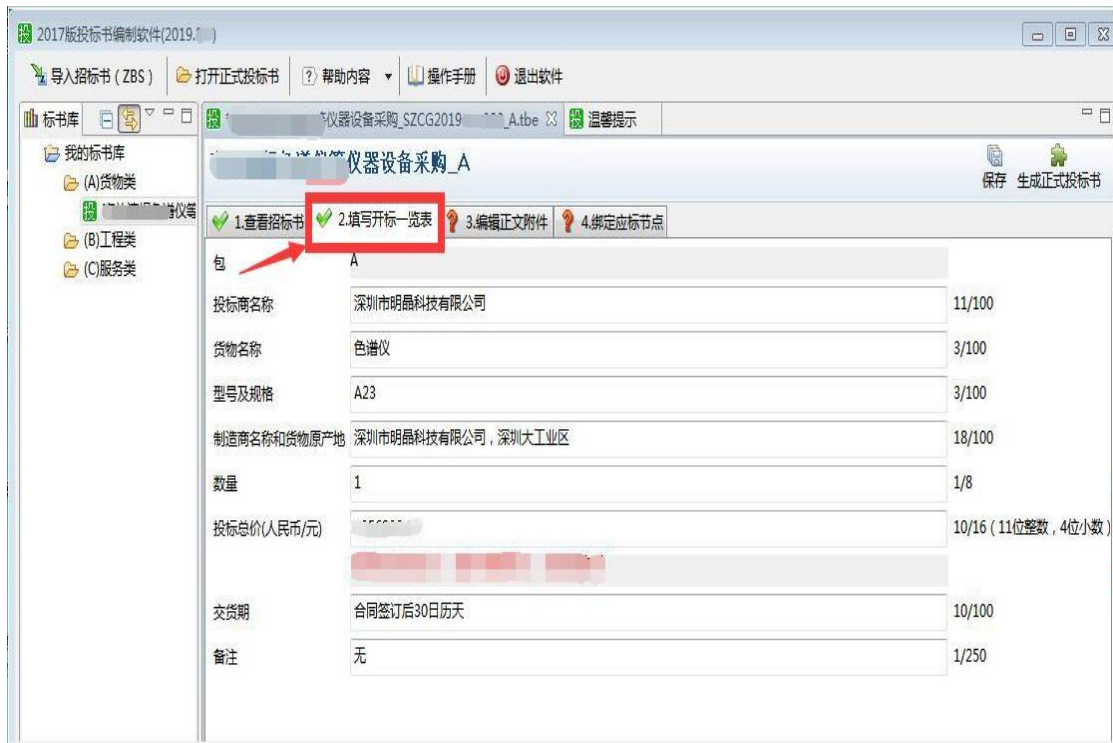 2017版投标书编制软件(2019.
导入招标书(ZBS) 打开正式投标书 帮助内容 操作手册 退出软件
标书库 仪器设备采购_SZCG2019 _A.tbe 温馨提示
我的标书库
(A)货物类
(B)工程类
(C)服务类
仪器设备采购_A
保存 生成正式投标书
1.查看招标书 2.填写开标一览表 3.编辑正文附件 4.绑定应标节点
包 A
投标商名称 深圳市明晶科技有限公司 11/100
货物名称 色谱仪 3/100
型号及规格 A23 3/100
制造商名称和货物原产地 深圳市明晶科技有限公司，深圳大工业区 18/100
数量 1 1/8
投标总价(人民币/元) 10/16(11位整数，4位小数)
交货期 合同签订后30日历天 10/100
备注 无 1/250